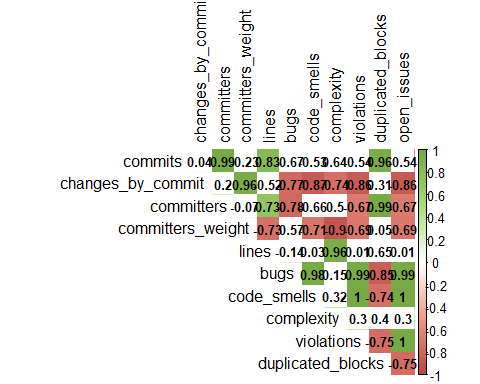 changes_by_commi
committers
committers_weight
lines
bugs
code_smells
complexity
violations
duplicated_blocks
open_issues
commits 0.04 0.99 -0.23 0.83 -0.67 -0.53 0.64 -0.54 0.96 -0.54
changes_by_commit 0.2 -0.96 0.52 -0.77 -0.87 0.74 -0.86 0.31 -0.86
committers -0.07 0.73 -0.78 -0.66 0.5 -0.67 0.99 -0.67
committers_weight -0.73 0.57 0.71 -0.9 0.69 0.05 0.69
lines -0.14 0.03 0.96 0.01 0.65 0.01
bugs 0.98 0.15 0.99 -0.85 0.99
code_smells 0.32 1 -0.74 1
complexity 0.3 0.4 0.3
violations -0.75 1
duplicated_blocks -0.75
1
0.8
0.6
0.4
0.2
0
-0.2
-0.4
-0.6
-0.8
-1